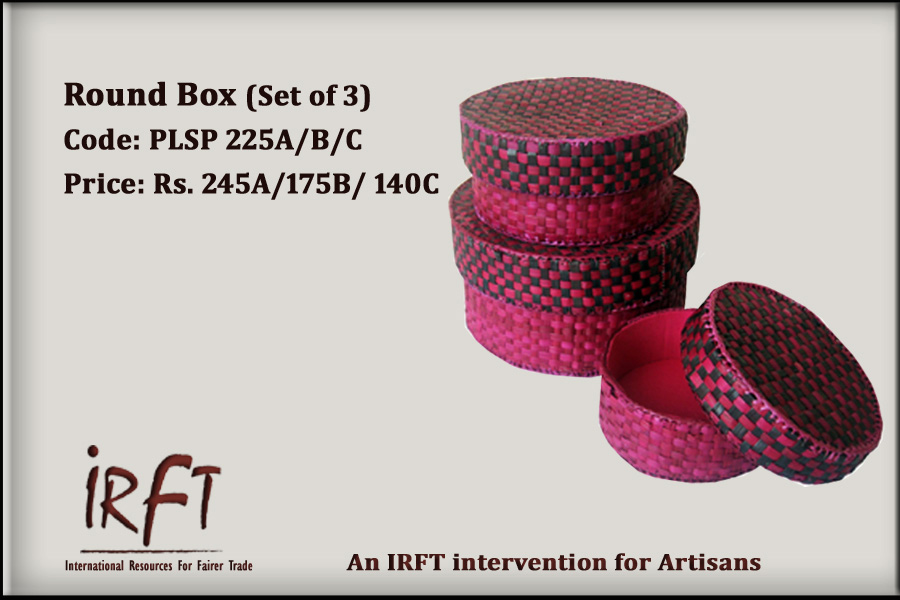 Round Box (Set of 3)
Code: PLSP 225A/B/C
Price: Rs. 245A/175B/ 140C
iRFT
International Resources For Fairer Trade
An IRFT intervention for Artisans